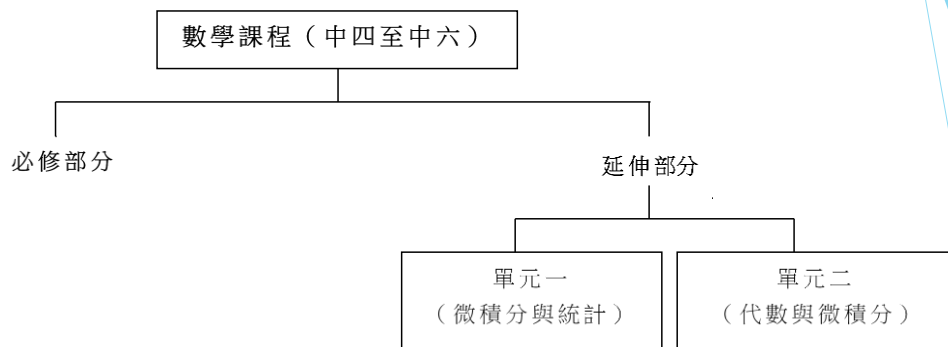 數學課程（中四至中六）
必修部分
延伸部分
單元一
（微積分與統計）
單元二
（代數與微積分）